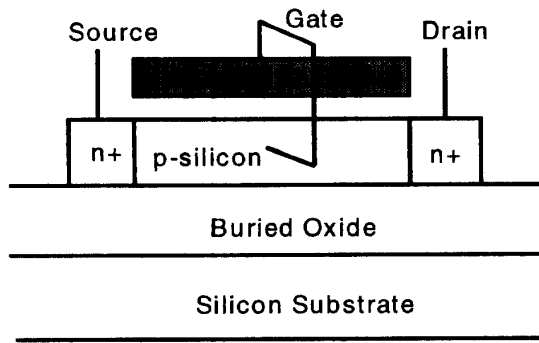 Gate
Source
Drain
n+
p-silicon
n+
Buried Oxide
Silicon Substrate